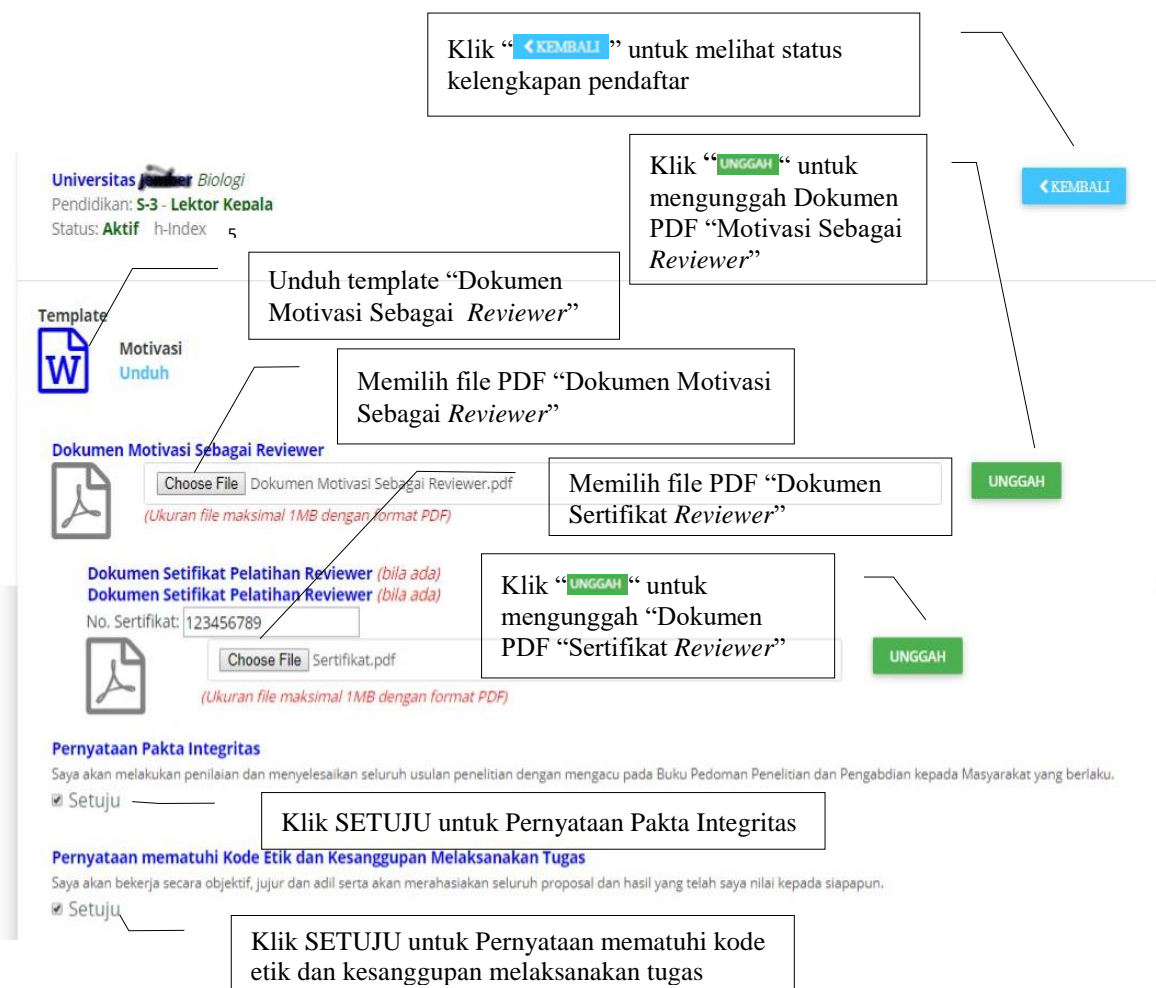 Klik “ KEMBALI ” untuk melihat status
kelengkapan pendaftar
Klik “ UNGGAH “ untuk
mengunggah Dokumen
PDF “Motivasi Sebagai
Reviewer”
KEMBALI
Universitas Biologi
Pendidikan: S-3 - Lektor Kepala
Status: Aktif h-Index 5
Unduh template “Dokumen
Motivasi Sebagai Reviewer”
Template
W
Motivasi
Unduh
Memilih file PDF “Dokumen Motivasi
Sebagai Reviewer”
Dokumen Motivasi Sebagai Reviewer
Choose File Dokumen Motivasi Sebagai Reviewer.pdf
UNGGAH
(Ukuran file maksimal 1MB dengan format PDF)
Memilih file PDF “Dokumen
Sertifikat Reviewer”
Dokumen Setifikat Pelatihan Reviewer (bila ada)
Dokumen Setifikat Pelatihan Reviewer (bila ada)
No. Sertifikat: 123456789
Choose File Sertifikat.pdf
(Ukuran file maksimal 1MB dengan format PDF)
Klik “ UNGGAH “ untuk
mengunggah “Dokumen
PDF “Sertifikat Reviewer”
UNGGAH
Pernyataan Pakta Integritas
Saya akan melakukan penilaian dan menyelesaikan seluruh usulan penelitian dengan mengacu pada Buku Pedoman Penelitian dan Pengabdian kepada Masyarakat yang berlaku.
Setuju
Klik SETUJU untuk Pernyataan Pakta Integritas
Pernyataan mematuhi Kode Etik dan Kesanggupan Melaksanakan Tugas
Saya akan bekerja secara objektif, jujur dan adil serta akan merahasiakan seluruh proposal dan hasil yang telah saya nilai kepada siapapun.
Setuju
Klik SETUJU untuk Pernyataan mematuhi kode
etik dan kesanggupan melaksanakan tugas